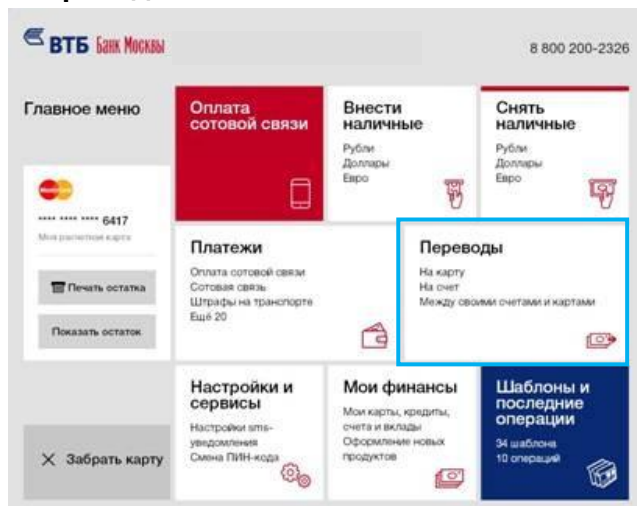 ВТБ Банк Москвы
8 800 200-2326
Главное меню
**** **** **** 6417
Моя расчетная карта
Печать остатка
Показать остаток
Забрать карту
Оплата
сотовой связи
Внести
наличные
Рубли
Доллары
Евро
Снять
наличные
Рубли
Доллары
Евро
Платежи
Оплата сотовой связи
Сотовая связь
Штрафы на транспорте
Ещё 20
Переводы
На карту
На счет
Между своими счетами и картами
Настройки и
сервисы
Настройки sms-
уведомления
Смена ПИН-кода
Мои финансы
Мои карты, кредиты,
счета и вклады
Оформление новых
продуктов
Шаблоны и
последние
операции
34 шаблона
10 операций